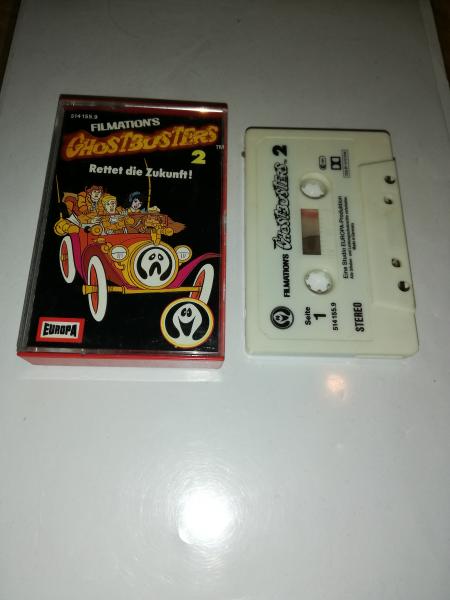 514 155.9
FILMATION'S
GHOSTBUSTERS TM
2
Rettet die Zukunft!
EUROPA
FILMATION'S GHOSTBUSTERS 2
Seite
1
514 155.9
Eine Studio EUROPA-Produktion
STEREO